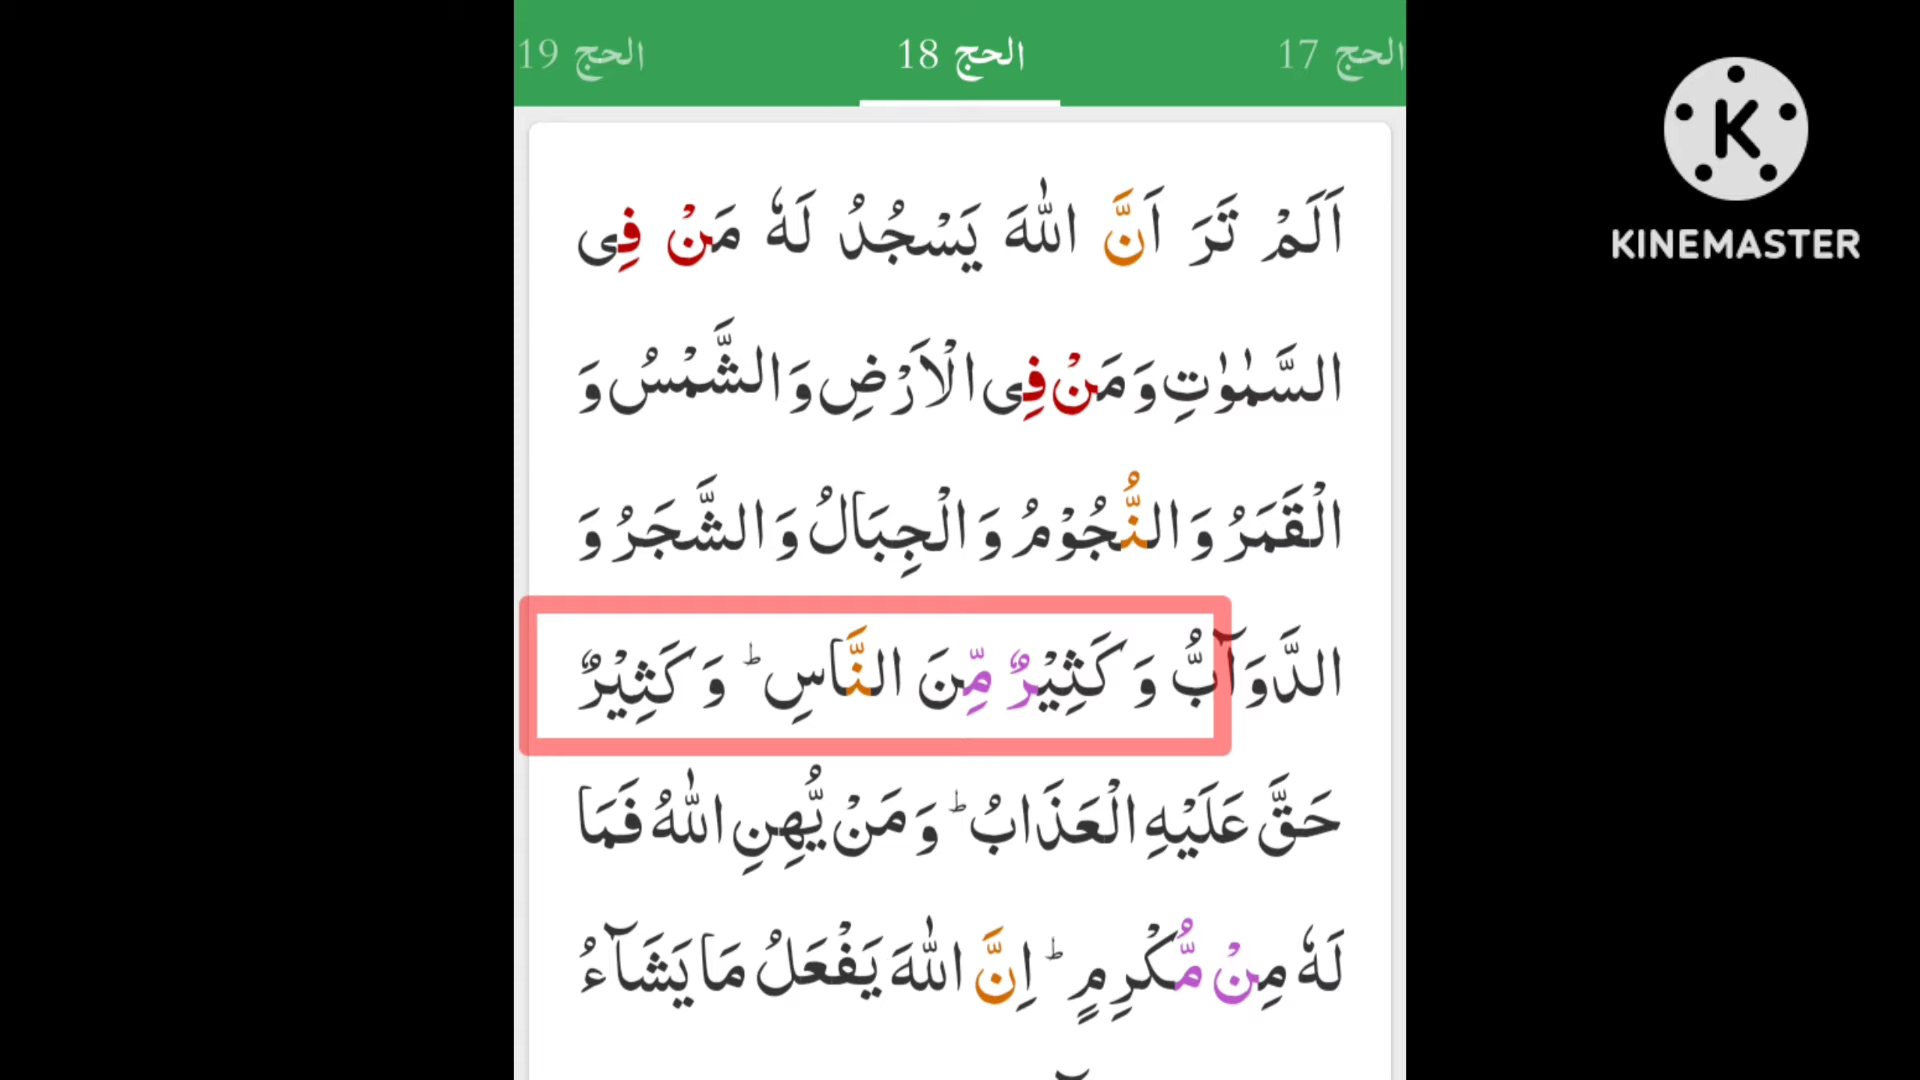 الحج 17
الحج 18
الحج 19
اَلَمْ تَرَ اَنَّ اللّٰهَ يَسْجُدُ لَهٗ مَنْ فِى
السَّمٰوٰتِ وَ مَنْ فِى الْاَرْضِ وَ الشَّمْسُ وَ
الْقَمَرُ وَ النُّجُوْمُ وَ الْجِبَالُ وَ الشَّجَرُ وَ
الدَّوَآبُّ وَ كَثِيْرٌ مِّنَ النَّاسِ ؕ وَ كَثِيْرٌ
حَقَّ عَلَيْهِ الْعَذَابُ ؕ وَ مَنْ يُّهِنِ اللّٰهُ فَمَا
لَهٗ مِنْ مُّكْرِمٍ ؕ اِنَّ اللّٰهَ يَفْعَلُ مَا يَشَآءُ
KINEMASTER